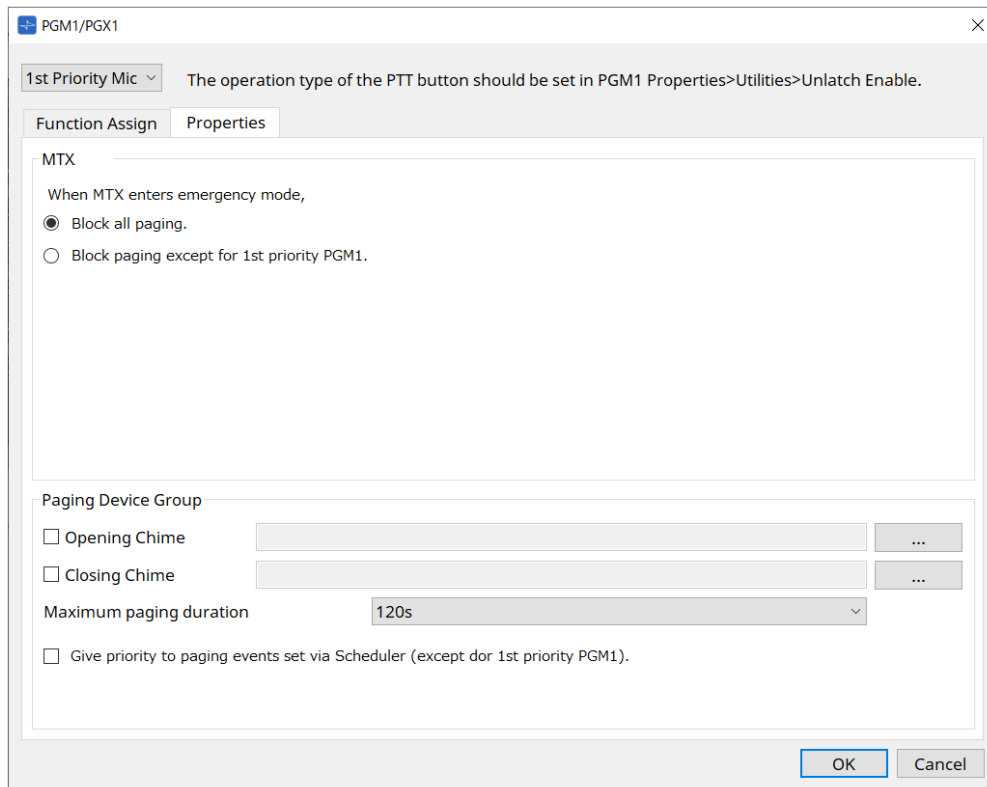 PGM1/PGX1
1st Priority Mic
The operation type of the PTT button should be set in PGM1 Properties>Utilities>Unlatch Enable.
Function Assign
Properties
MTX
When MTX enters emergency mode,
Block all paging.
Block paging except for 1st priority PGM1.
Paging Device Group
Opening Chime
...
Closing Chime
...
Maximum paging duration
120s
Give priority to paging events set via Scheduler (except dor 1st priority PGM1).
OK
Cancel